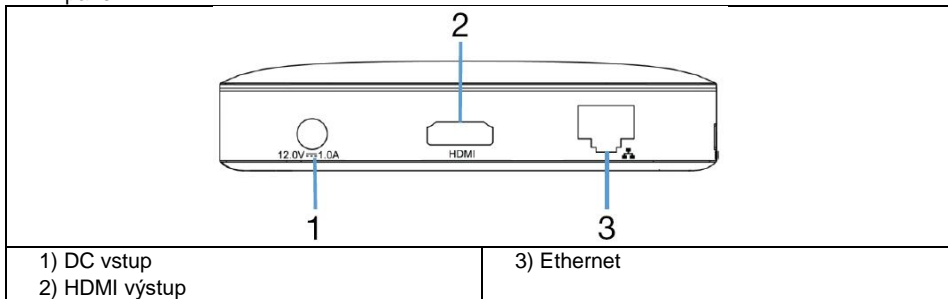 2
12.0V⎓1.0A
HDMI
1
3
1) DC vstup
2) HDMI výstup
3) Ethernet